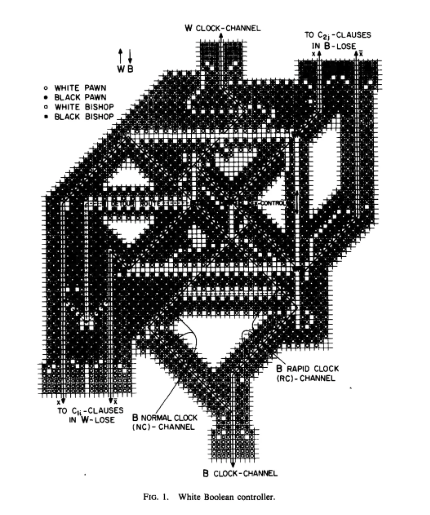 W CLOCK-CHANNEL
TO C2j-CLAUSES
IN B-LOSE
x x̄
W B
WHITE PAWN
BLACK PAWN
WHITE BISHOP
BLACK BISHOP
CONTROL
B RAPID CLOCK
(RC)-CHANNEL
x x̄
TO C1i-CLAUSES
IN W-LOSE
B NORMAL CLOCK
(NC)-CHANNEL
B CLOCK-CHANNEL
FIG. 1. White Boolean controller.